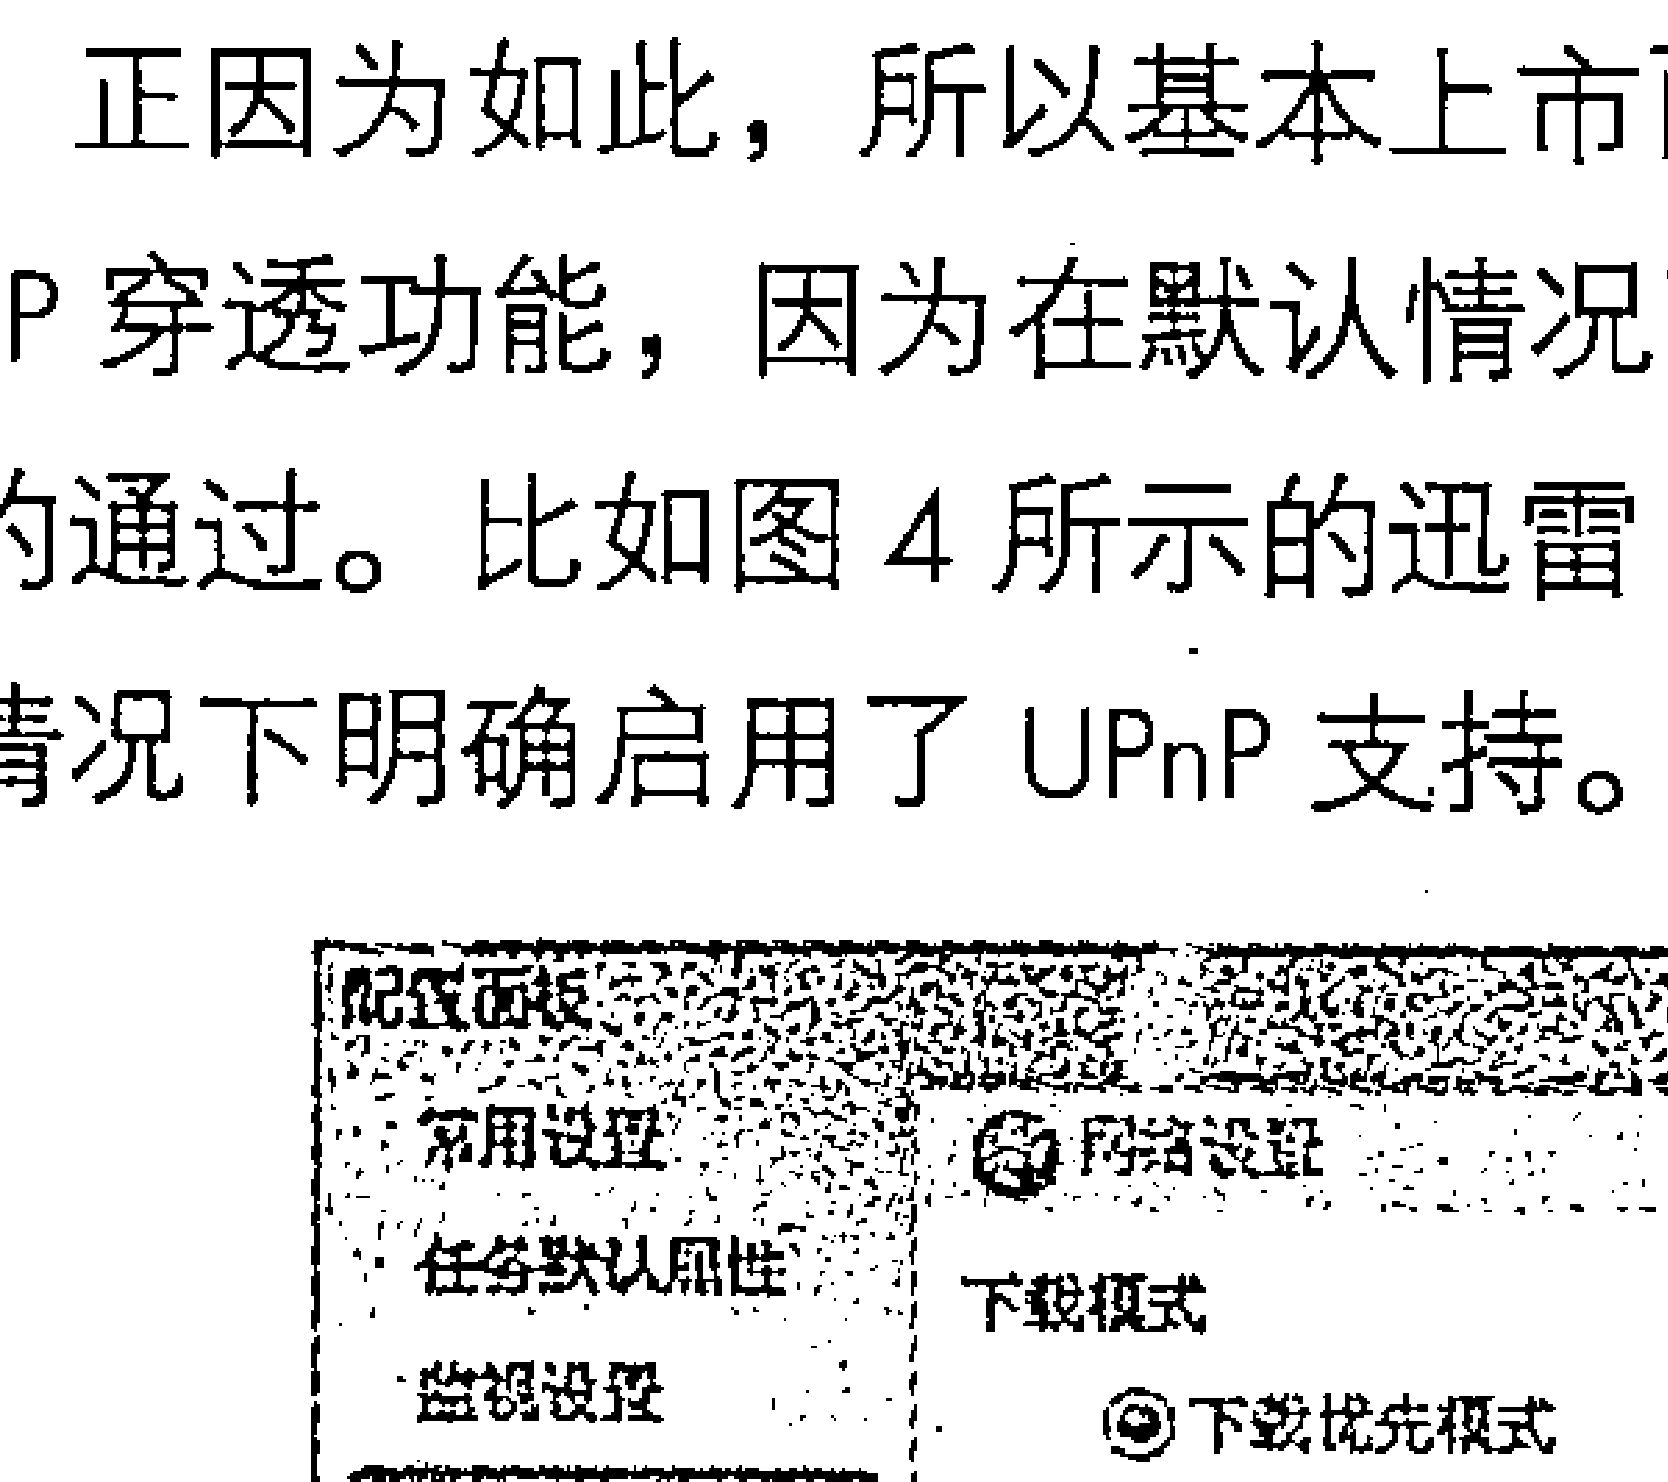 正因为如此，所以基本上市
P 穿透功能，因为在默认情况
的通过。比如图 4 所示的迅雷
情况下明确启用了 UPnP 支持。
配置面板
常用设置
网络设置
任务默认属性
下载模式
监视设置
下载优先模式